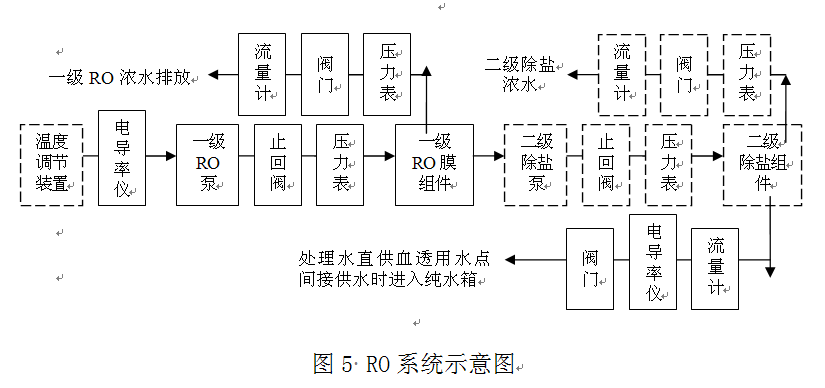 一级 RO 浓水排放
流量计
阀门
压力表
二级除盐
浓水
流量计
阀门
压力表
温度
调节
装置
电导率仪
一级
RO
泵
止回阀
压力表
一级
RO 膜
组件
二级
除盐
泵
止回阀
压力表
二级
除盐组
件
处理水直供血透用水点
间接供水时进入纯水箱
阀门
电导率仪
流量计
图 5 RO 系统示意图